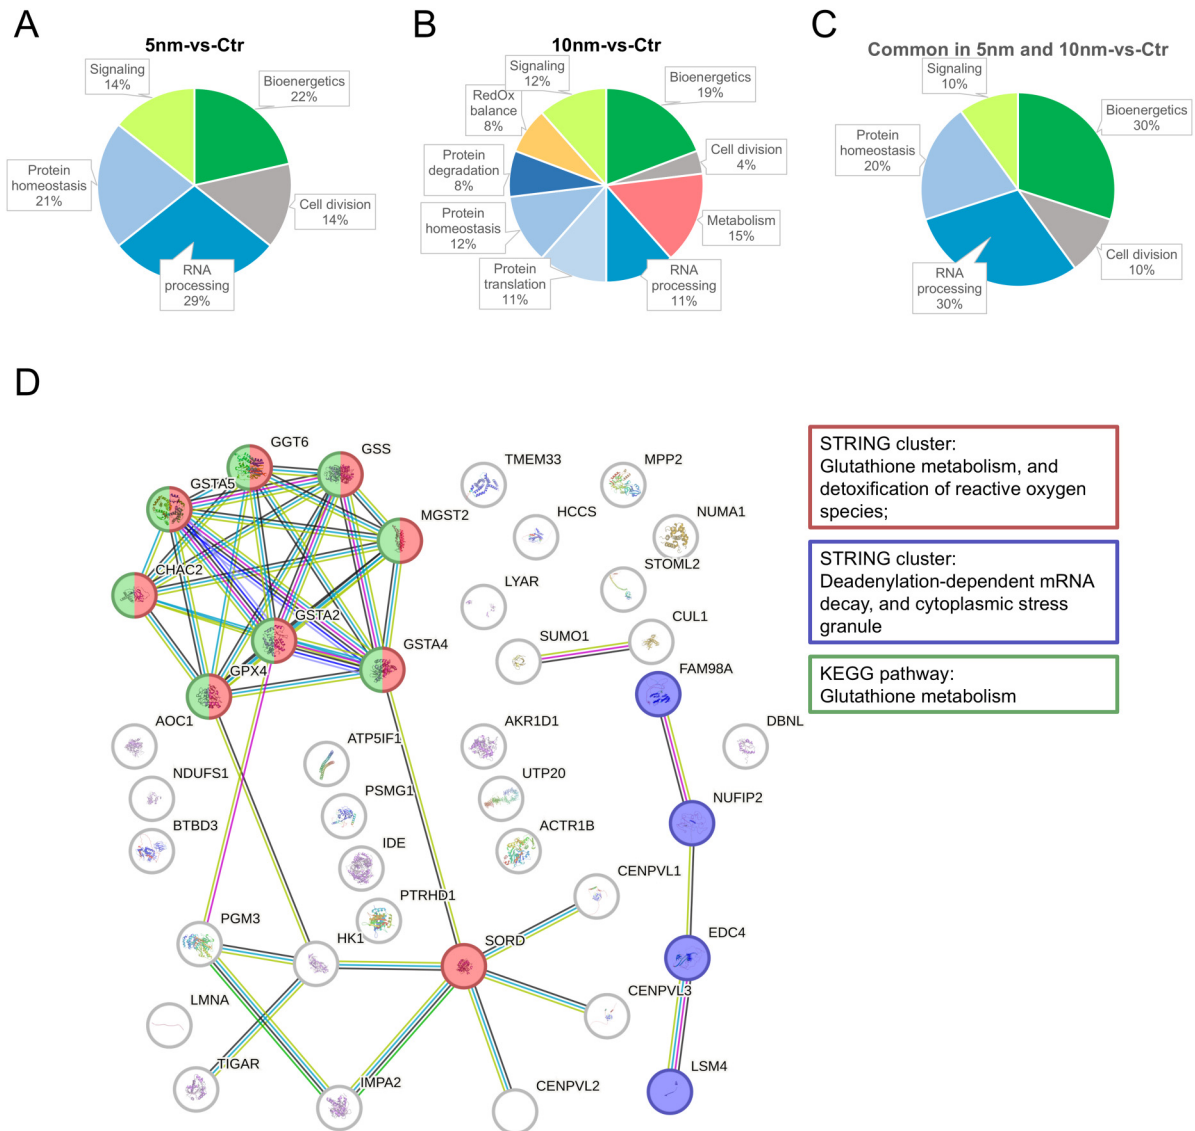 A
5nm-vs-Ctr
Signaling
14%
Bioenergetics
22%
Protein
homeostasis
21%
Cell division
14%
RNA
processing
29%
B
10nm-vs-Ctr
Signaling
12%
Bioenergetics
19%
RedOx
balance
8%
Cell division
4%
Protein
degradation
8%
Metabolism
15%
Protein
homeostasis
12%
Protein
translation
11%
RNA
processing
11%
C
Common in 5nm and 10nm-vs-Ctr
Signaling
10%
Bioenergetics
30%
Protein
homeostasis
20%
Cell division
10%
RNA
processing
30%
D
GGT6
GSS
GSTA5
MGST2
CHAC2
GSTA2
GSTA4
GPX4
TMEM33
MPP2
HCCS
NUMA1
STOML2
LYAR
CUL1
SUMO1
FAM98A
AOC1
ATP5IF1
AKR1D1
DBNL
NDUFS1
PSMG1
UTP20
NUFIP2
BTBD3
IDE
ACTR1B
PTRHD1
CENPVL1
PGM3
HK1
SORD
EDC4
LMNA
CENPVL3
TIGAR
IMPA2
CENPVL2
LSM4
STRING cluster:
Glutathione metabolism, and
detoxification of reactive oxygen
species;
STRING cluster:
Deadenylation-dependent mRNA
decay, and cytoplasmic stress
granule
KEGG pathway:
Glutathione metabolism